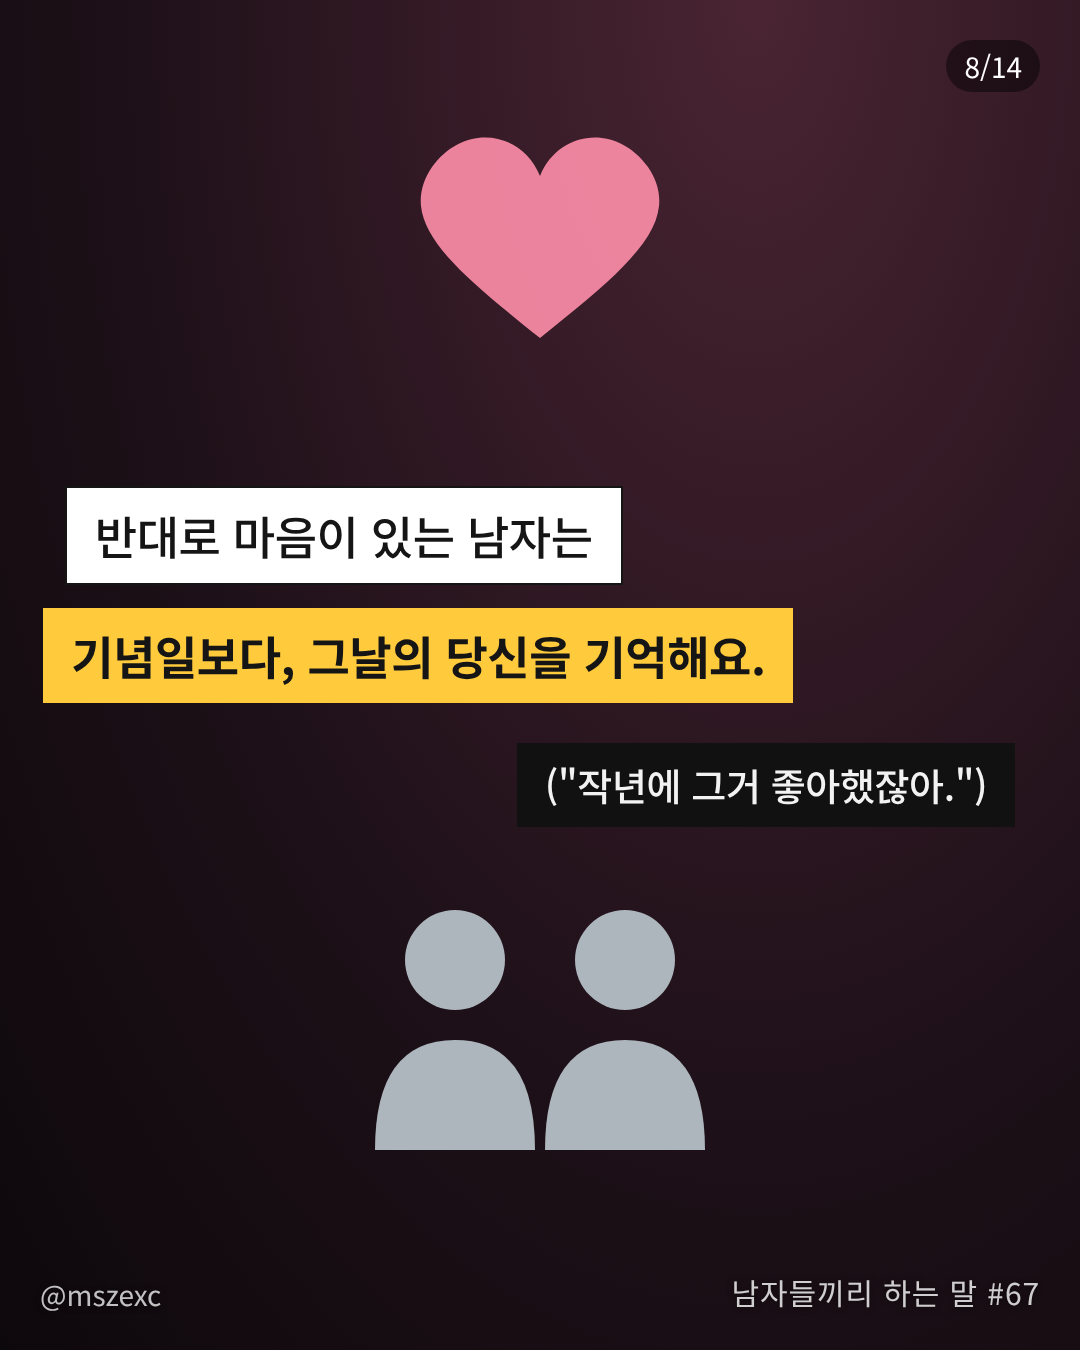 8/14
반대로 마음이 있는 남자는
기념일보다, 그날의 당신을 기억해요.
("작년에 그거 좋아했잖아.")
@mszexc
남자들끼리 하는 말 #67